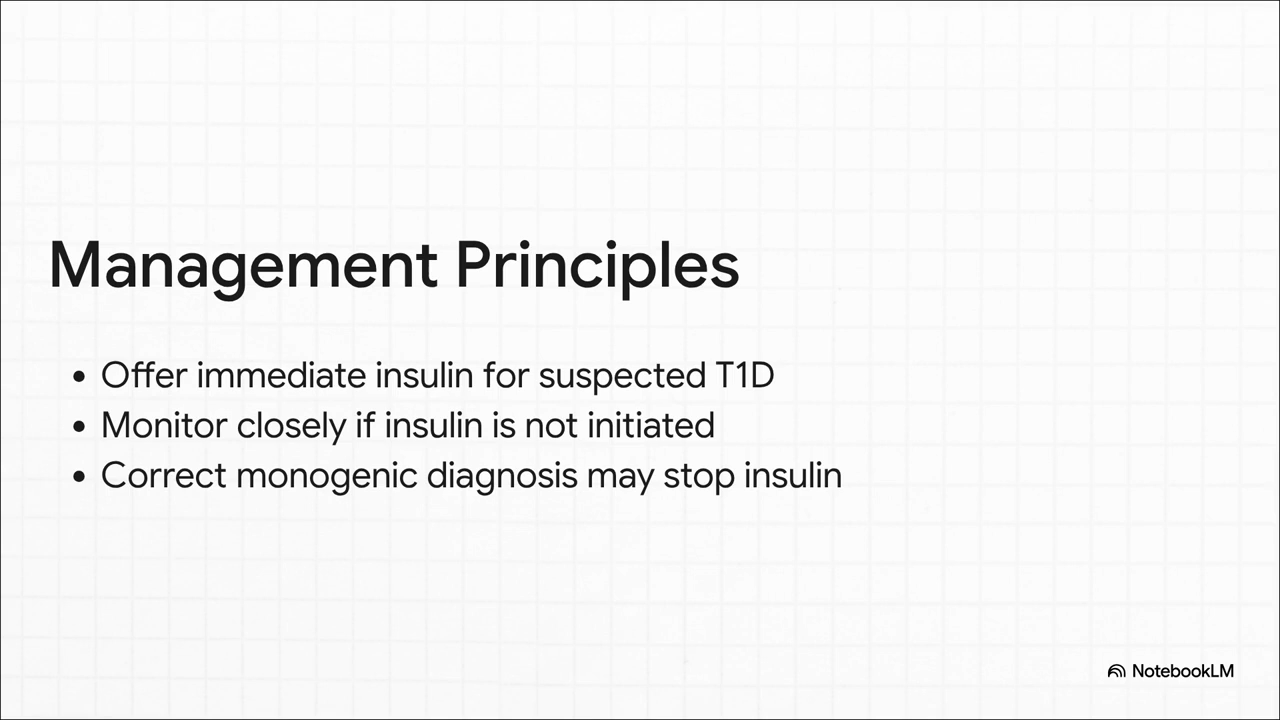 Management Principles
• Offer immediate insulin for suspected T1D
• Monitor closely if insulin is not initiated
• Correct monogenic diagnosis may stop insulin
NotebookLM